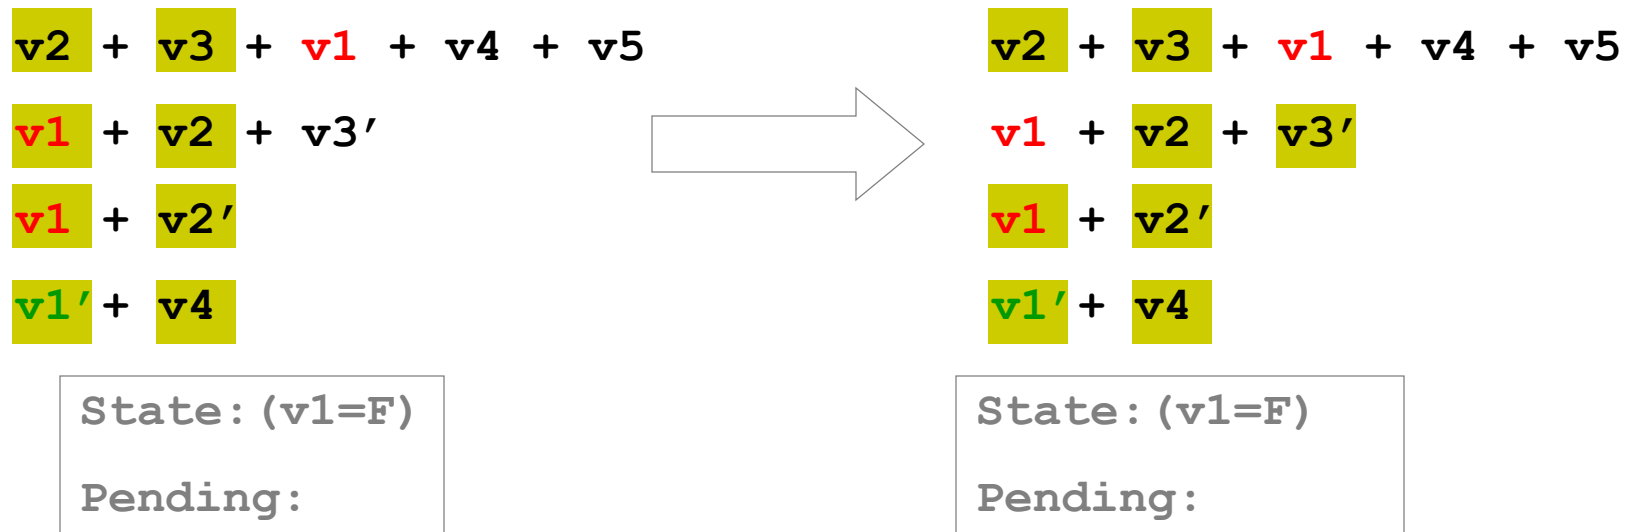 v2 + v3 + v1 + v4 + v5
v1 + v2 + v3'
v1 + v2'
v1' + v4
State:(v1=F)
Pending:
v2 + v3 + v1 + v4 + v5
v1 + v2 + v3'
v1 + v2'
v1' + v4
State:(v1=F)
Pending: